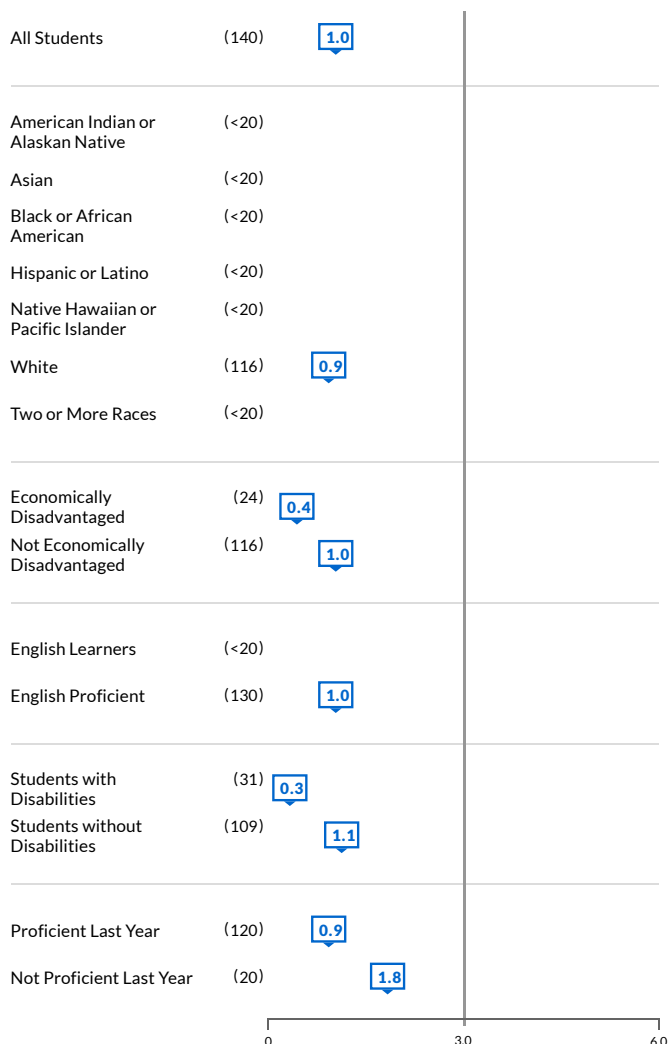 All Students (140) 1.0
American Indian or (<20)
Alaskan Native
Asian (<20)
Black or African (<20)
American
Hispanic or Latino (<20)
Native Hawaiian or (<20)
Pacific Islander
White (116) 0.9
Two or More Races (<20)
Economically (24) 0.4
Disadvantaged
Not Economically (116) 1.0
Disadvantaged
English Learners (<20)
English Proficient (130) 1.0
Students with (31) 0.3
Disabilities
Students without (109) 1.1
Disabilities
Proficient Last Year (120) 0.9
Not Proficient Last Year (20) 1.8
0 3.0 6.0